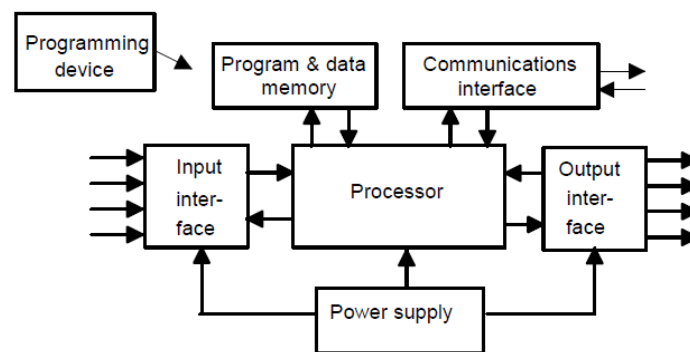 Programming
device
Program & data
memory
Communications
interface
Input
inter-
face
Processor
Output
inter-
face
Power supply